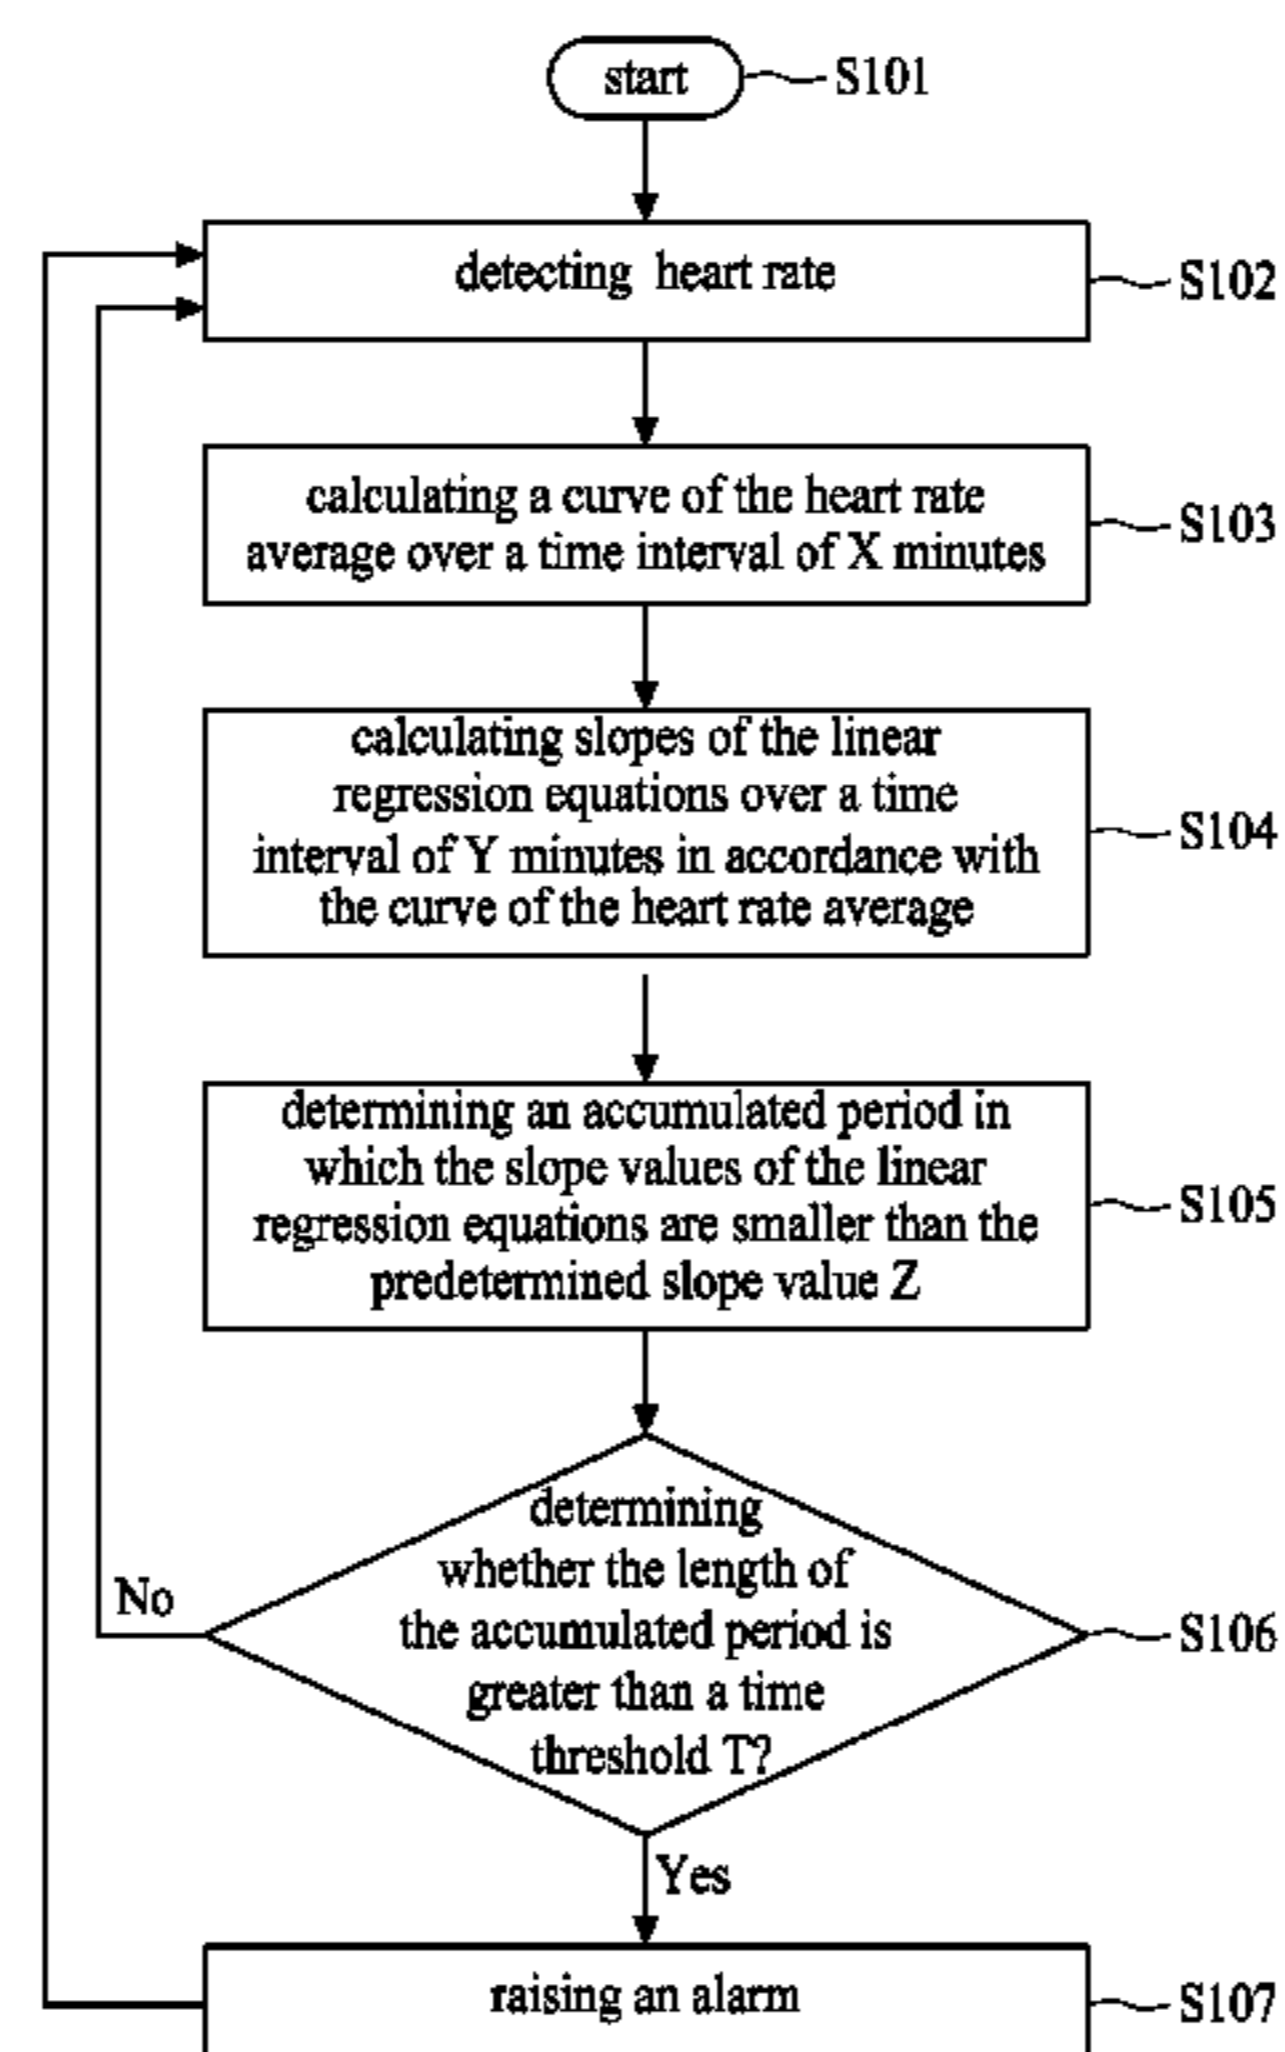 start
S101
detecting heart rate
S102
calculating a curve of the heart rate
average over a time interval of X minutes
S103
calculating slopes of the linear
regression equations over a time
interval of Y minutes in accordance with
the curve of the heart rate average
S104
determining an accumulated period in
which the slope values of the linear
regression equations are smaller than the
predetermined slope value Z
S105
determining
whether the length of
the accumulated period is
greater than a time
threshold T?
No
S106
Yes
raising an alarm
S107